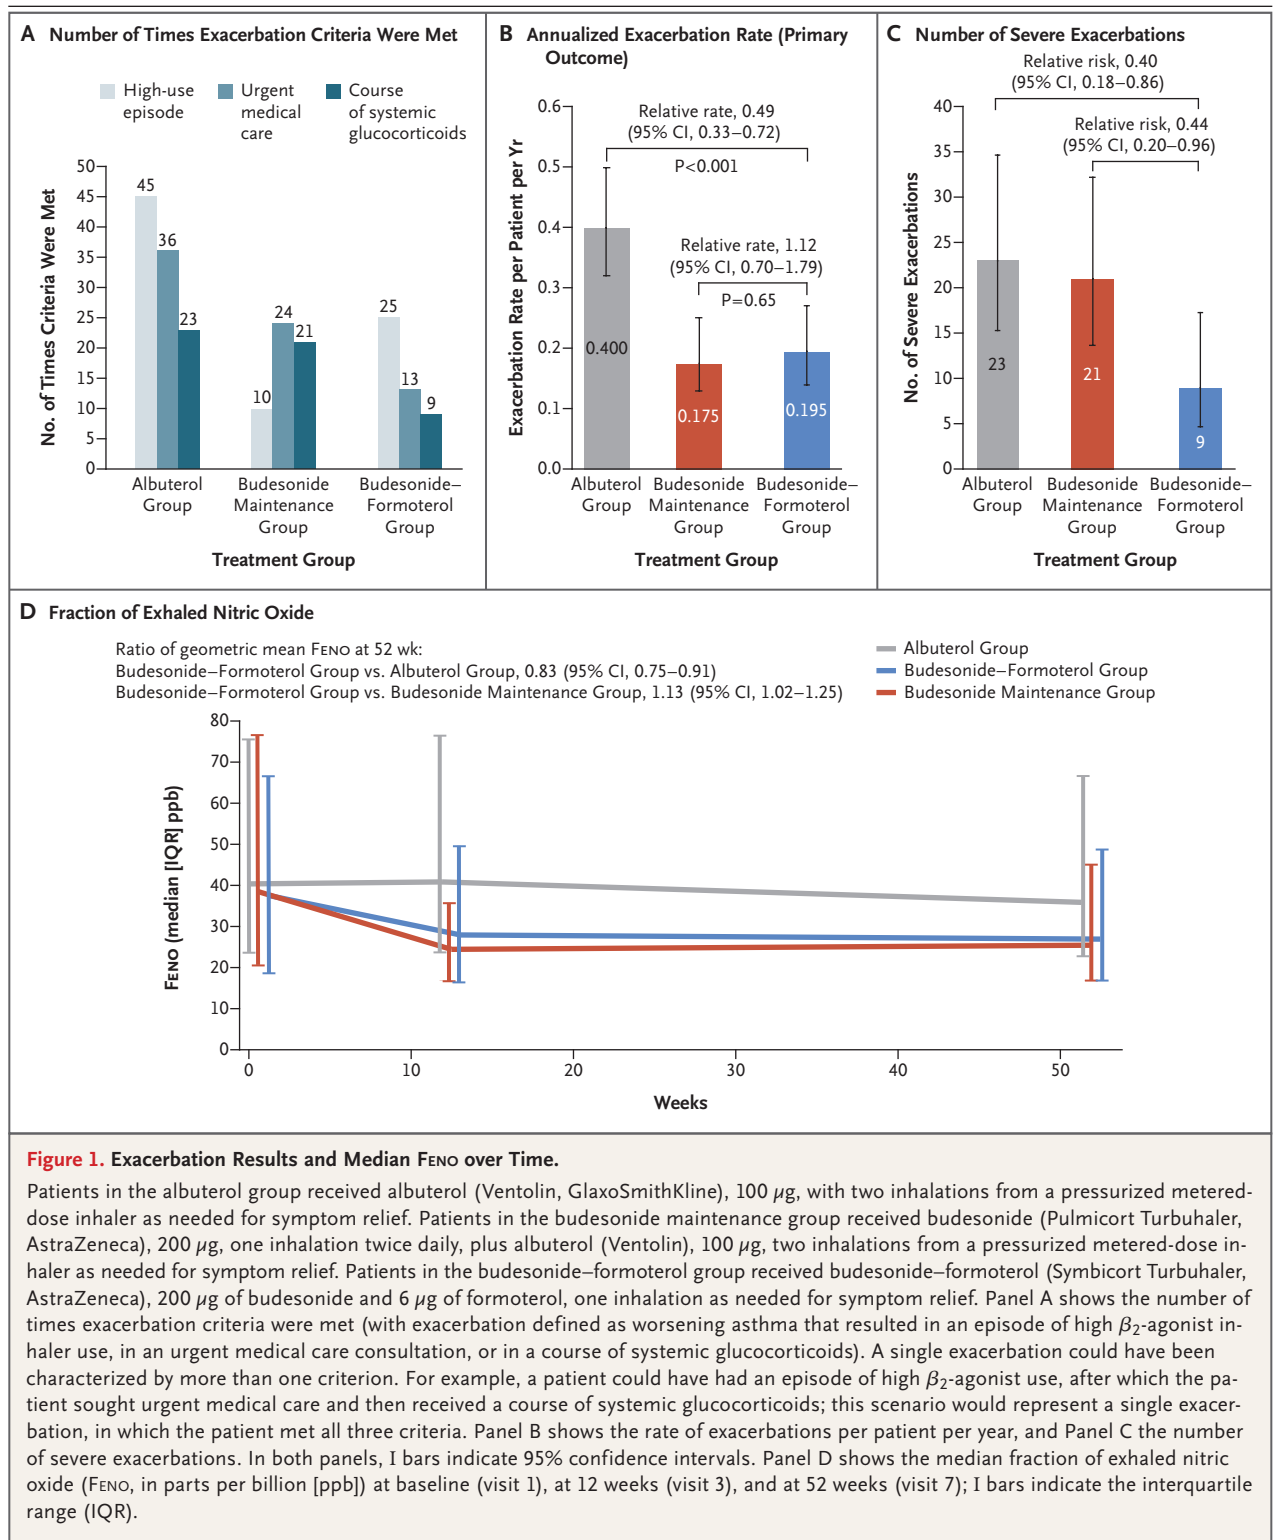 A Number of Times Exacerbation Criteria Were Met
High-use
episode
Urgent
medical
care
Course
of systemic
glucocorticoids
No. of Times Criteria Were Met
50
45
40
35
30
25
20
15
10
5
0
45
36
23
10
24
21
25
13
9
Albuterol
Group
Budesonide
Maintenance
Group
Budesonide–
Formoterol
Group
Treatment Group
B Annualized Exacerbation Rate (Primary
Outcome)
Exacerbation Rate per Patient per Yr
0.6
0.5
0.4
0.3
0.2
0.1
0.0
Relative rate, 0.49
(95% CI, 0.33–0.72)
P<0.001
Relative rate, 1.12
(95% CI, 0.70–1.79)
P=0.65
0.400
0.175
0.195
Albuterol
Group
Budesonide
Maintenance
Group
Budesonide–
Formoterol
Group
Treatment Group
C Number of Severe Exacerbations
Relative risk, 0.40
(95% CI, 0.18–0.86)
Relative risk, 0.44
(95% CI, 0.20–0.96)
No. of Severe Exacerbations
40
35
30
25
20
15
10
5
0
23
21
9
Albuterol
Group
Budesonide
Maintenance
Group
Budesonide–
Formoterol
Group
Treatment Group
D Fraction of Exhaled Nitric Oxide
Ratio of geometric mean FENO at 52 wk:
Budesonide–Formoterol Group vs. Albuterol Group, 0.83 (95% CI, 0.75–0.91)
Budesonide–Formoterol Group vs. Budesonide Maintenance Group, 1.13 (95% CI, 1.02–1.25)
Albuterol Group
Budesonide–Formoterol Group
Budesonide Maintenance Group
FENO (median [IQR] ppb)
80
70
60
50
40
30
20
10
0
0
10
20
30
40
50
Weeks
Figure 1. Exacerbation Results and Median FENO over Time.
Patients in the albuterol group received albuterol (Ventolin, GlaxoSmithKline), 100 μg, with two inhalations from a pressurized metered-
dose inhaler as needed for symptom relief. Patients in the budesonide maintenance group received budesonide (Pulmicort Turbuhaler,
AstraZeneca), 200 μg, one inhalation twice daily, plus albuterol (Ventolin), 100 μg, two inhalations from a pressurized metered-dose in-
haler as needed for symptom relief. Patients in the budesonide–formoterol group received budesonide–formoterol (Symbicort Turbuhaler,
AstraZeneca), 200 μg of budesonide and 6 μg of formoterol, one inhalation as needed for symptom relief. Panel A shows the number of
times exacerbation criteria were met (with exacerbation defined as worsening asthma that resulted in an episode of high β2-agonist in-
haler use, in an urgent medical care consultation, or in a course of systemic glucocorticoids). A single exacerbation could have been
characterized by more than one criterion. For example, a patient could have had an episode of high β2-agonist use, after which the pa-
tient sought urgent medical care and then received a course of systemic glucocorticoids; this scenario would represent a single exacer-
bation, in which the patient met all three criteria. Panel B shows the rate of exacerbations per patient per year, and Panel C the number
of severe exacerbations. In both panels, I bars indicate 95% confidence intervals. Panel D shows the median fraction of exhaled nitric
oxide (FENO, in parts per billion [ppb]) at baseline (visit 1), at 12 weeks (visit 3), and at 52 weeks (visit 7); I bars indicate the interquartile
range (IQR).